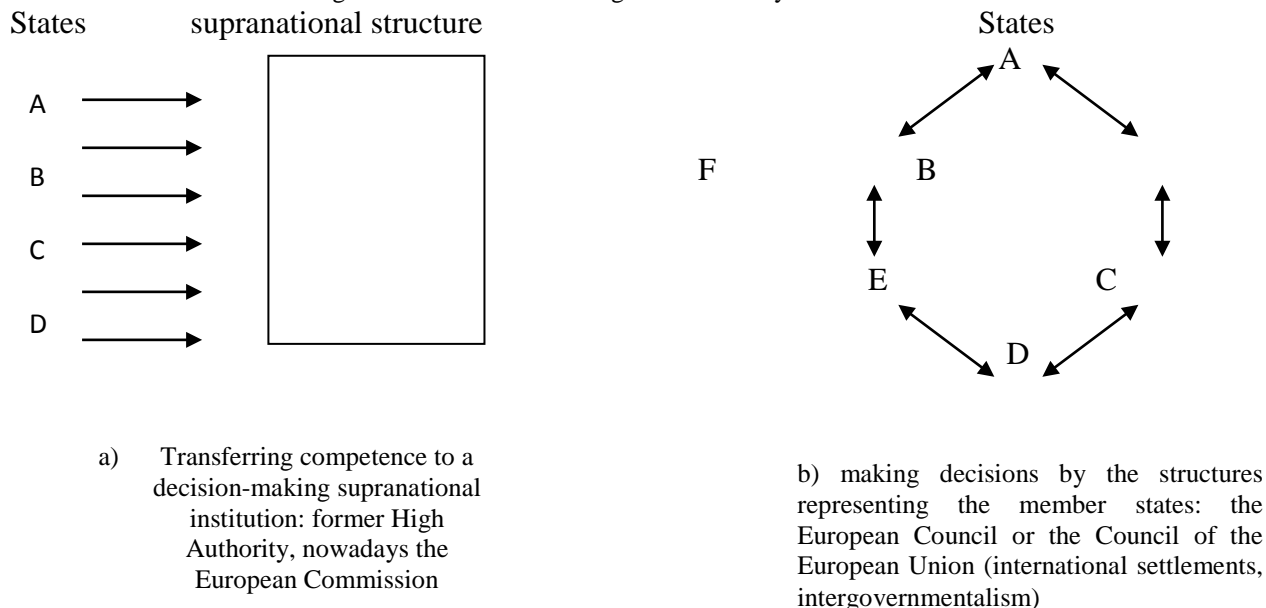 States supranational structure
A
B
C
D
a) Transferring competence to a
decision-making supranational
institution: former High
Authority, nowadays the
European Commission
States
A
F B
E C
D
b) making decisions by the structures
representing the member states: the
European Council or the Council of the
European Union (international settlements,
intergovernmentalism)